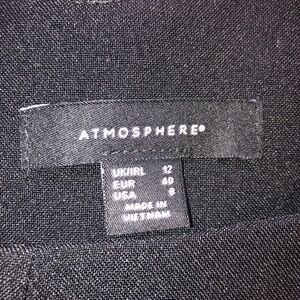 ATMOSPHERE®
UK/IRL 12
EUR 40
USA 8
MADE IN
VIETNAM